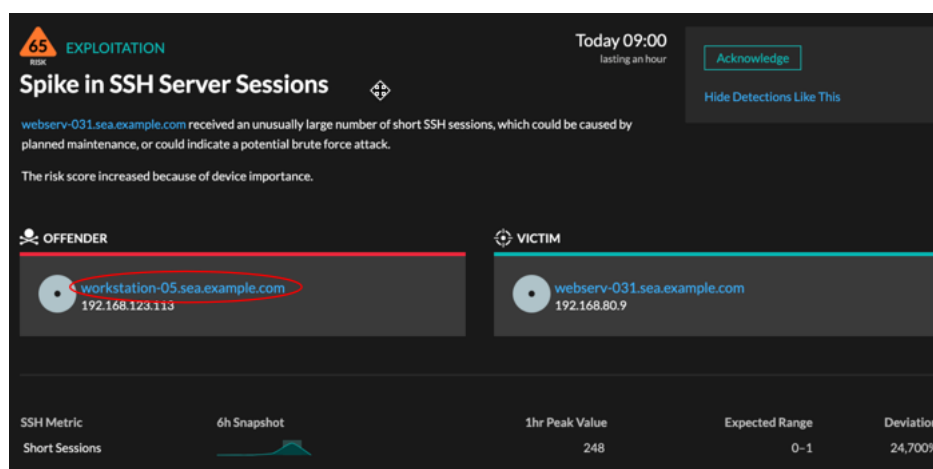 65 EXPLOITATION
RISK
Today 09:00
lasting an hour
Acknowledge
Hide Detections Like This
Spike in SSH Server Sessions
webserv-031.sea.example.com received an unusually large number of short SSH sessions, which could be caused by
planned maintenance, or could indicate a potential brute force attack.
The risk score increased because of device importance.
OFFENDER
workstation-05.sea.example.com
192.168.123.113
VICTIM
webserv-031.sea.example.com
192.168.80.9
SSH Metric 6h Snapshot 1hr Peak Value Expected Range Deviation
Short Sessions 248 0–1 24,700%